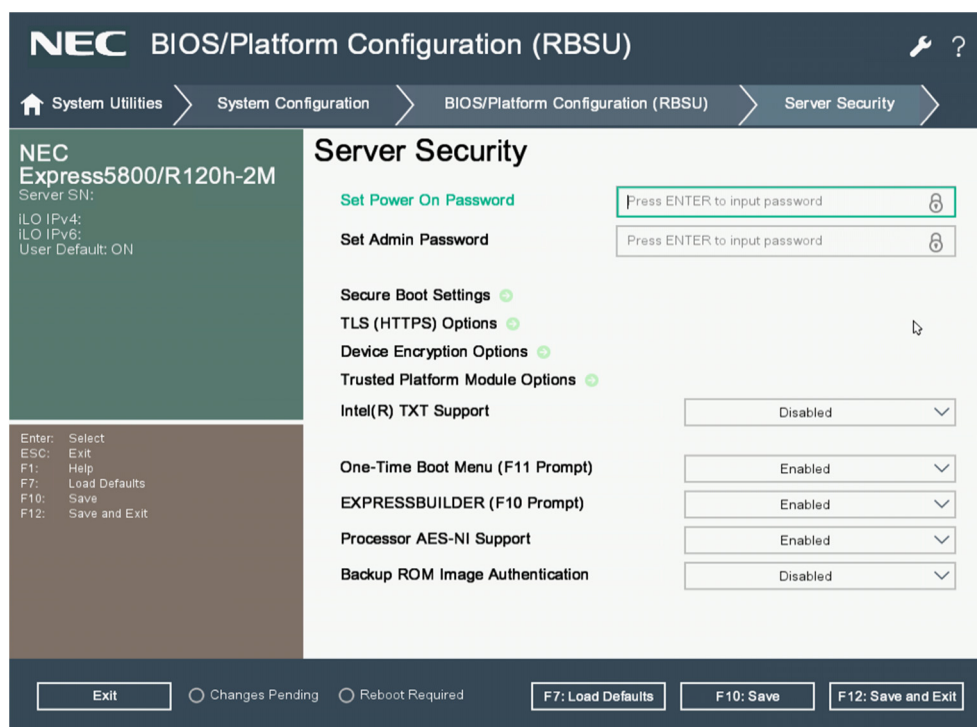 NEC BIOS/Platform Configuration (RBSU)
?
System Utilities System Configuration BIOS/Platform Configuration (RBSU) Server Security
NEC
Express5800/R120h-2M
Server SN:
iLO IPv4:
iLO IPv6:
User Default: ON
Enter: Select
ESC: Exit
F1: Help
F7: Load Defaults
F10: Save
F12: Save and Exit
Server Security
Set Power On Password Press ENTER to input password
Set Admin Password Press ENTER to input password
Secure Boot Settings
TLS (HTTPS) Options
Device Encryption Options
Trusted Platform Module Options
Intel(R) TXT Support Disabled
One-Time Boot Menu (F11 Prompt) Enabled
EXPRESSBUILDER (F10 Prompt) Enabled
Processor AES-NI Support Enabled
Backup ROM Image Authentication Disabled
Exit Changes Pending Reboot Required F7: Load Defaults F10: Save F12: Save and Exit